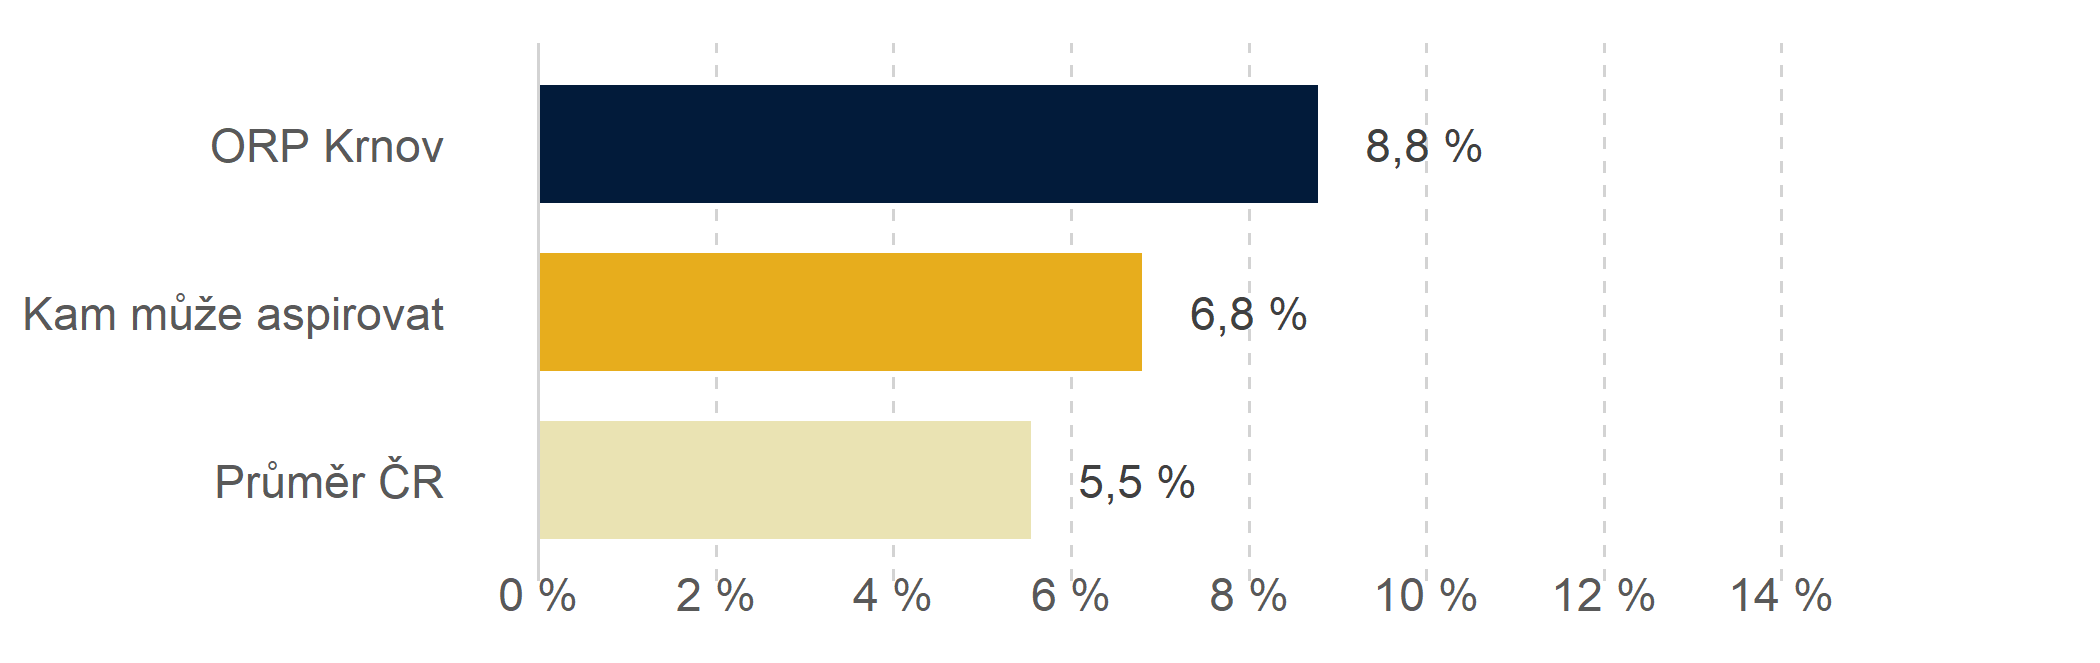 ORP Krnov
8,8 %
Kam může aspirovat
6,8 %
Průměr ČR
5,5 %
0 % 2 % 4 % 6 % 8 % 10 % 12 % 14 %